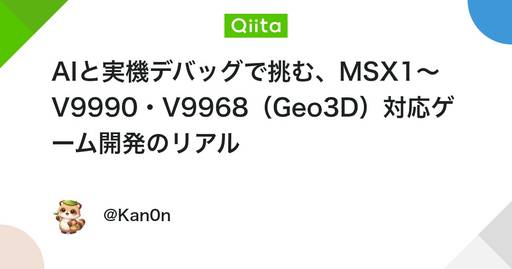 Qiita
AIと実機デバッグで挑む、MSX1〜
V9990・V9968（Geo3D）対応ゲ
ーム開発のリアル
@Kan0n